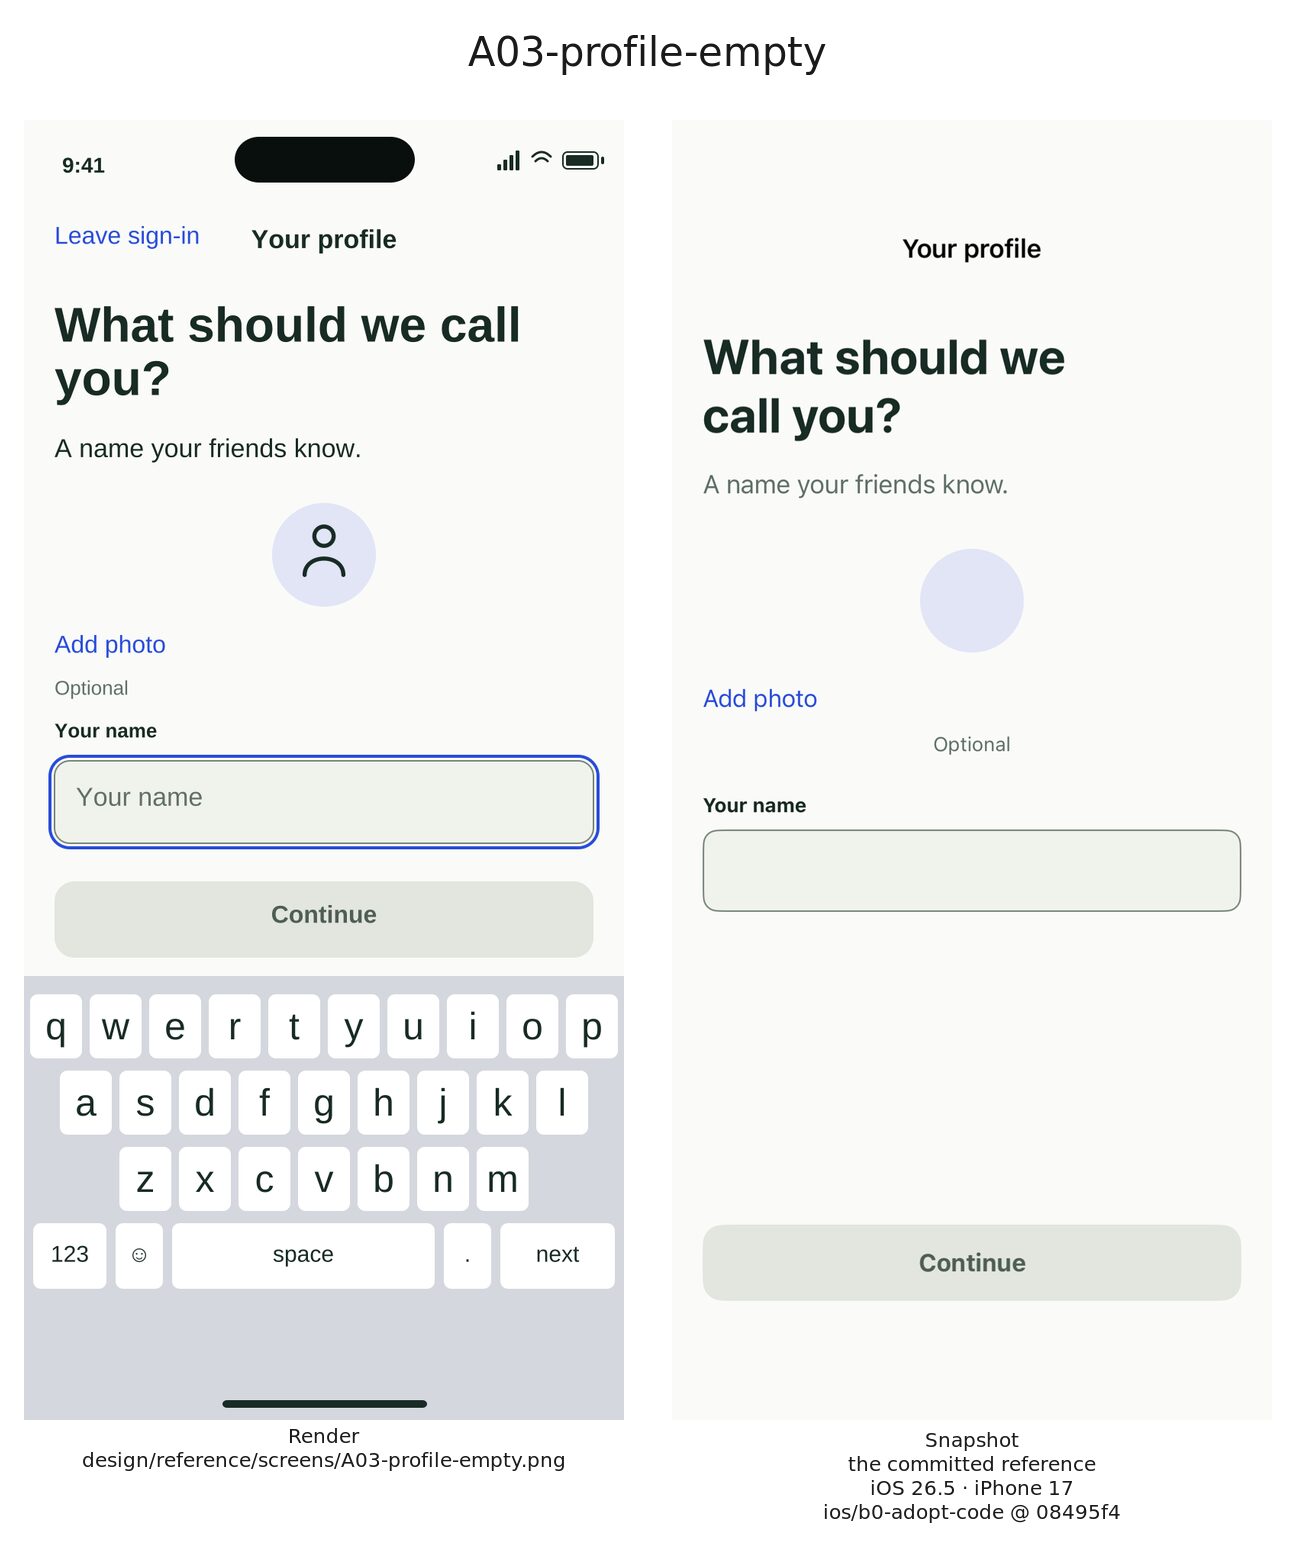 A03-profile-empty
9:41
Leave sign-in
Your profile
What should we call
you?
A name your friends know.
Add photo
Optional
Your name
Your name
Continue
q w e r t y u i o p
a s d f g h j k l
z x c v b n m
123 ☺ space . next
Render
design/reference/screens/A03-profile-empty.png
Your profile
What should we
call you?
A name your friends know.
Add photo
Optional
Your name
Continue
Snapshot
the committed reference
iOS 26.5 · iPhone 17
ios/b0-adopt-code @ 08495f4